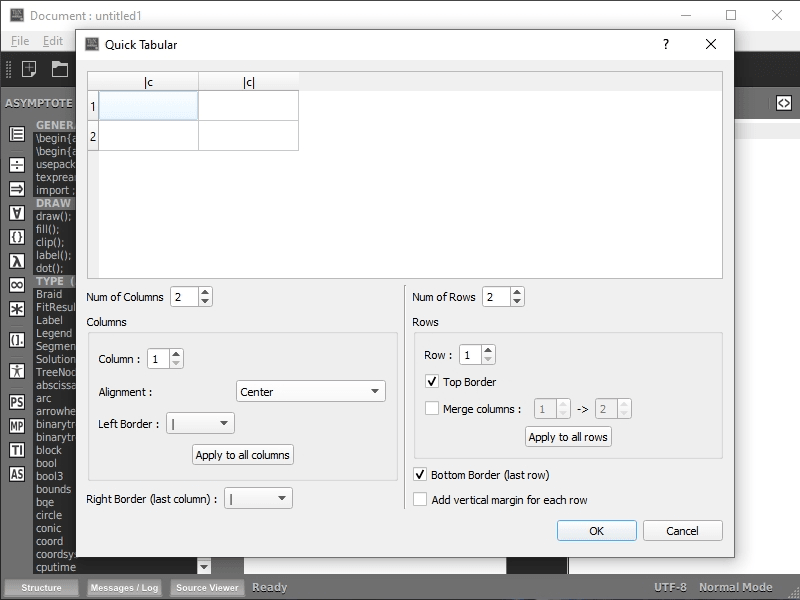 Document : untitled1
File Edit
Quick Tabular
?
|c |c|
1
2
Num of Columns 2
Num of Rows 2
Columns
Rows
Column : 1
Row : 1
Alignment : Center
Top Border
Left Border : |
Merge columns : 1 -> 2
Apply to all columns
Apply to all rows
Right Border (last column) : |
Bottom Border (last row)
Add vertical margin for each row
OK Cancel
ASYMPTOTE
GENER
\begin{a
\begin{a
usepack
texprea
import ;
DRAW
draw();
fill();
clip();
label();
dot();
TYPE (
Braid
FitResul
Label
Legend
Segmen
Solution
TreeNod
abscissa
arc
arrowhe
binarytr
binarytr
block
bool
bool3
bounds
bqe
circle
conic
coord
coordsys
cputime
PS
MP
TI
AS
Structure Messages / Log Source Viewer Ready UTF-8 Normal Mode